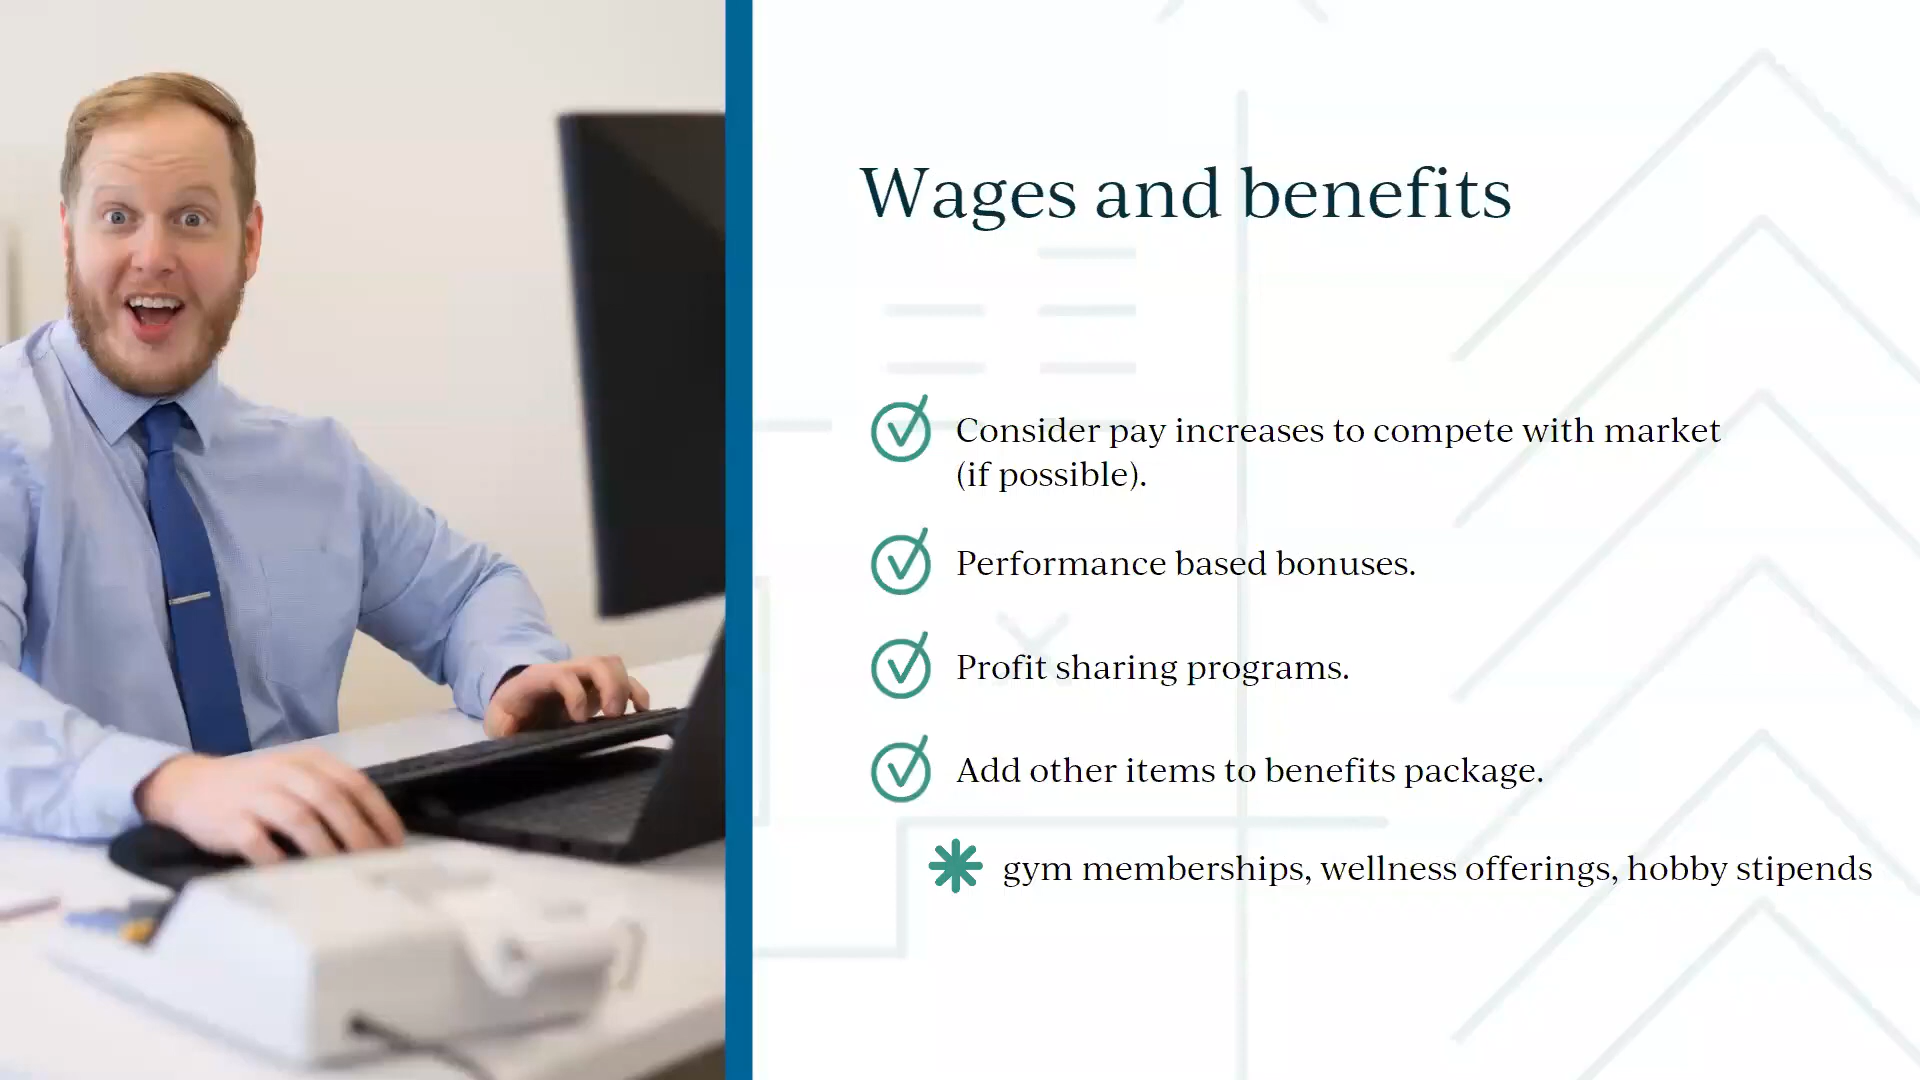 Wages and benefits
Consider pay increases to compete with market
(if possible).
Performance based bonuses.
Profit sharing programs.
Add other items to benefits package.
gym memberships, wellness offerings, hobby stipends